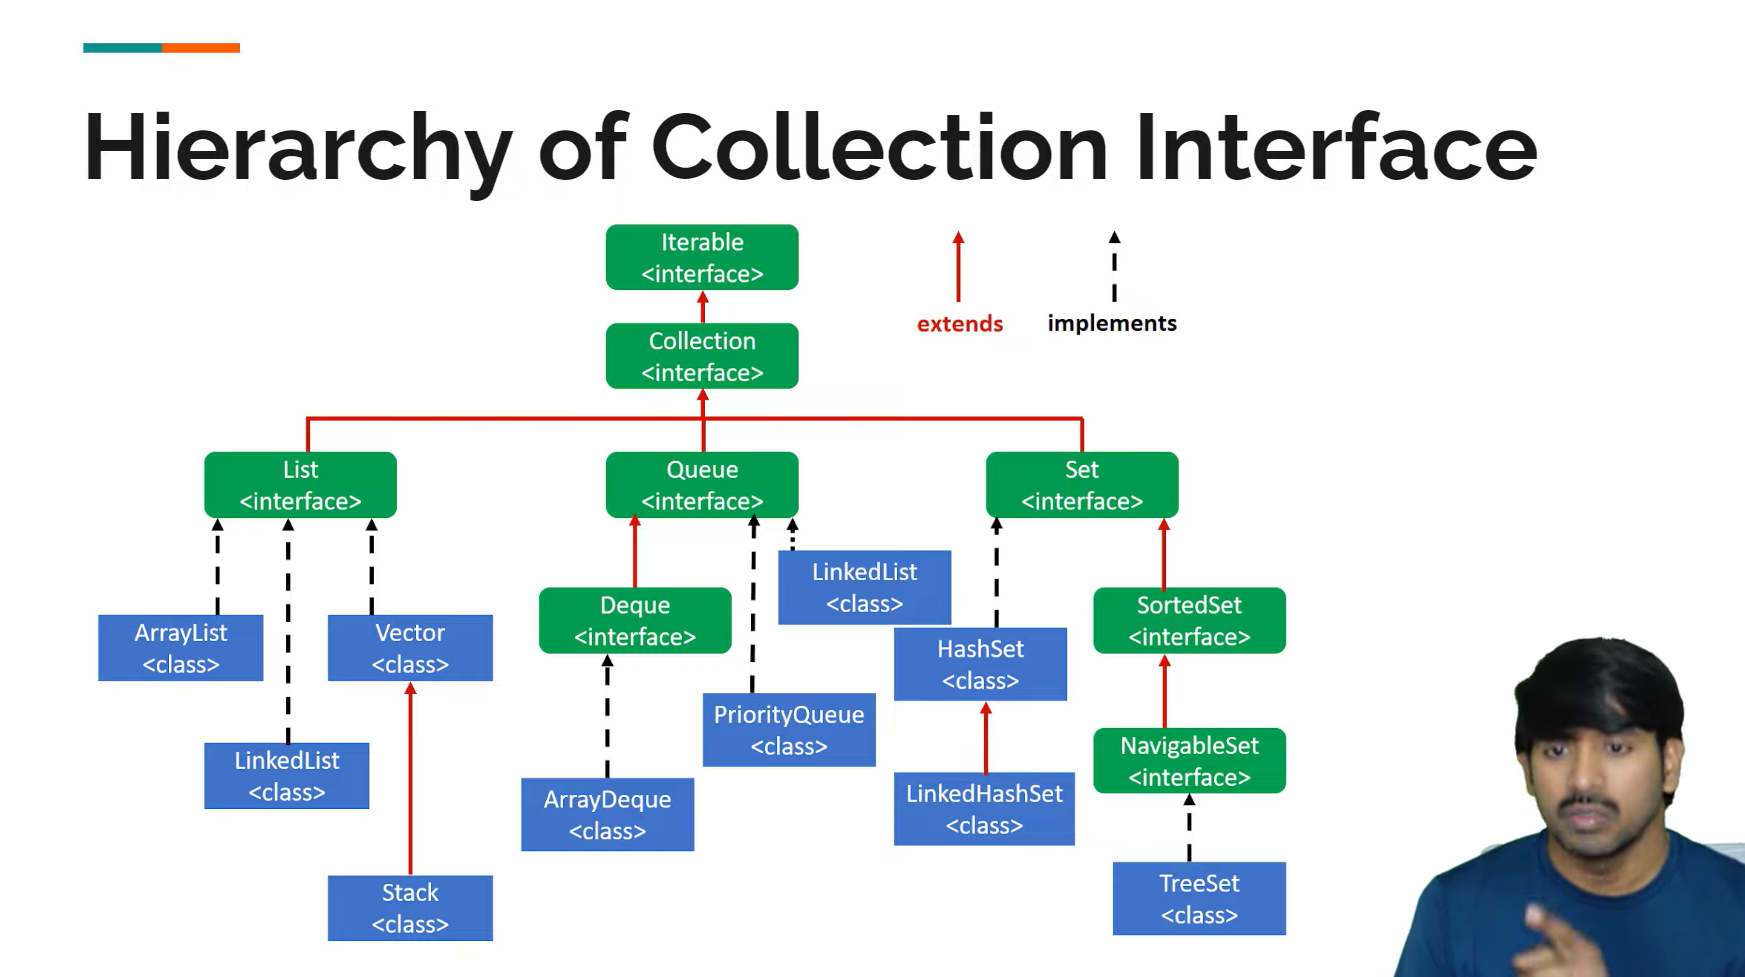 Hierarchy of Collection Interface
Iterable
<interface>
extends
implements
Collection
<interface>
List
<interface>
Queue
<interface>
Set
<interface>
LinkedList
<class>
Deque
<interface>
SortedSet
<interface>
ArrayList
<class>
Vector
<class>
HashSet
<class>
PriorityQueue
<class>
NavigableSet
<interface>
LinkedList
<class>
ArrayDeque
<class>
LinkedHashSet
<class>
TreeSet
<class>
Stack
<class>